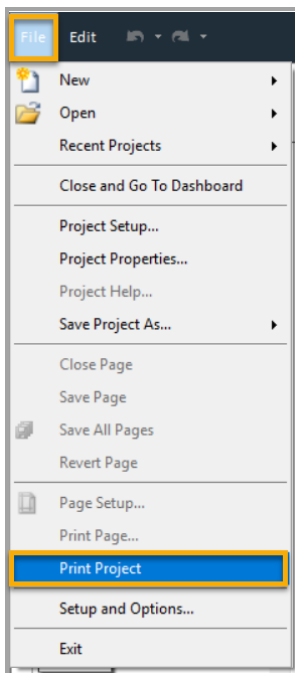 File Edit
New
Open
Recent Projects
Close and Go To Dashboard
Project Setup...
Project Properties...
Project Help...
Save Project As...
Close Page
Save Page
Save All Pages
Revert Page
Page Setup...
Print Page...
Print Project
Setup and Options...
Exit